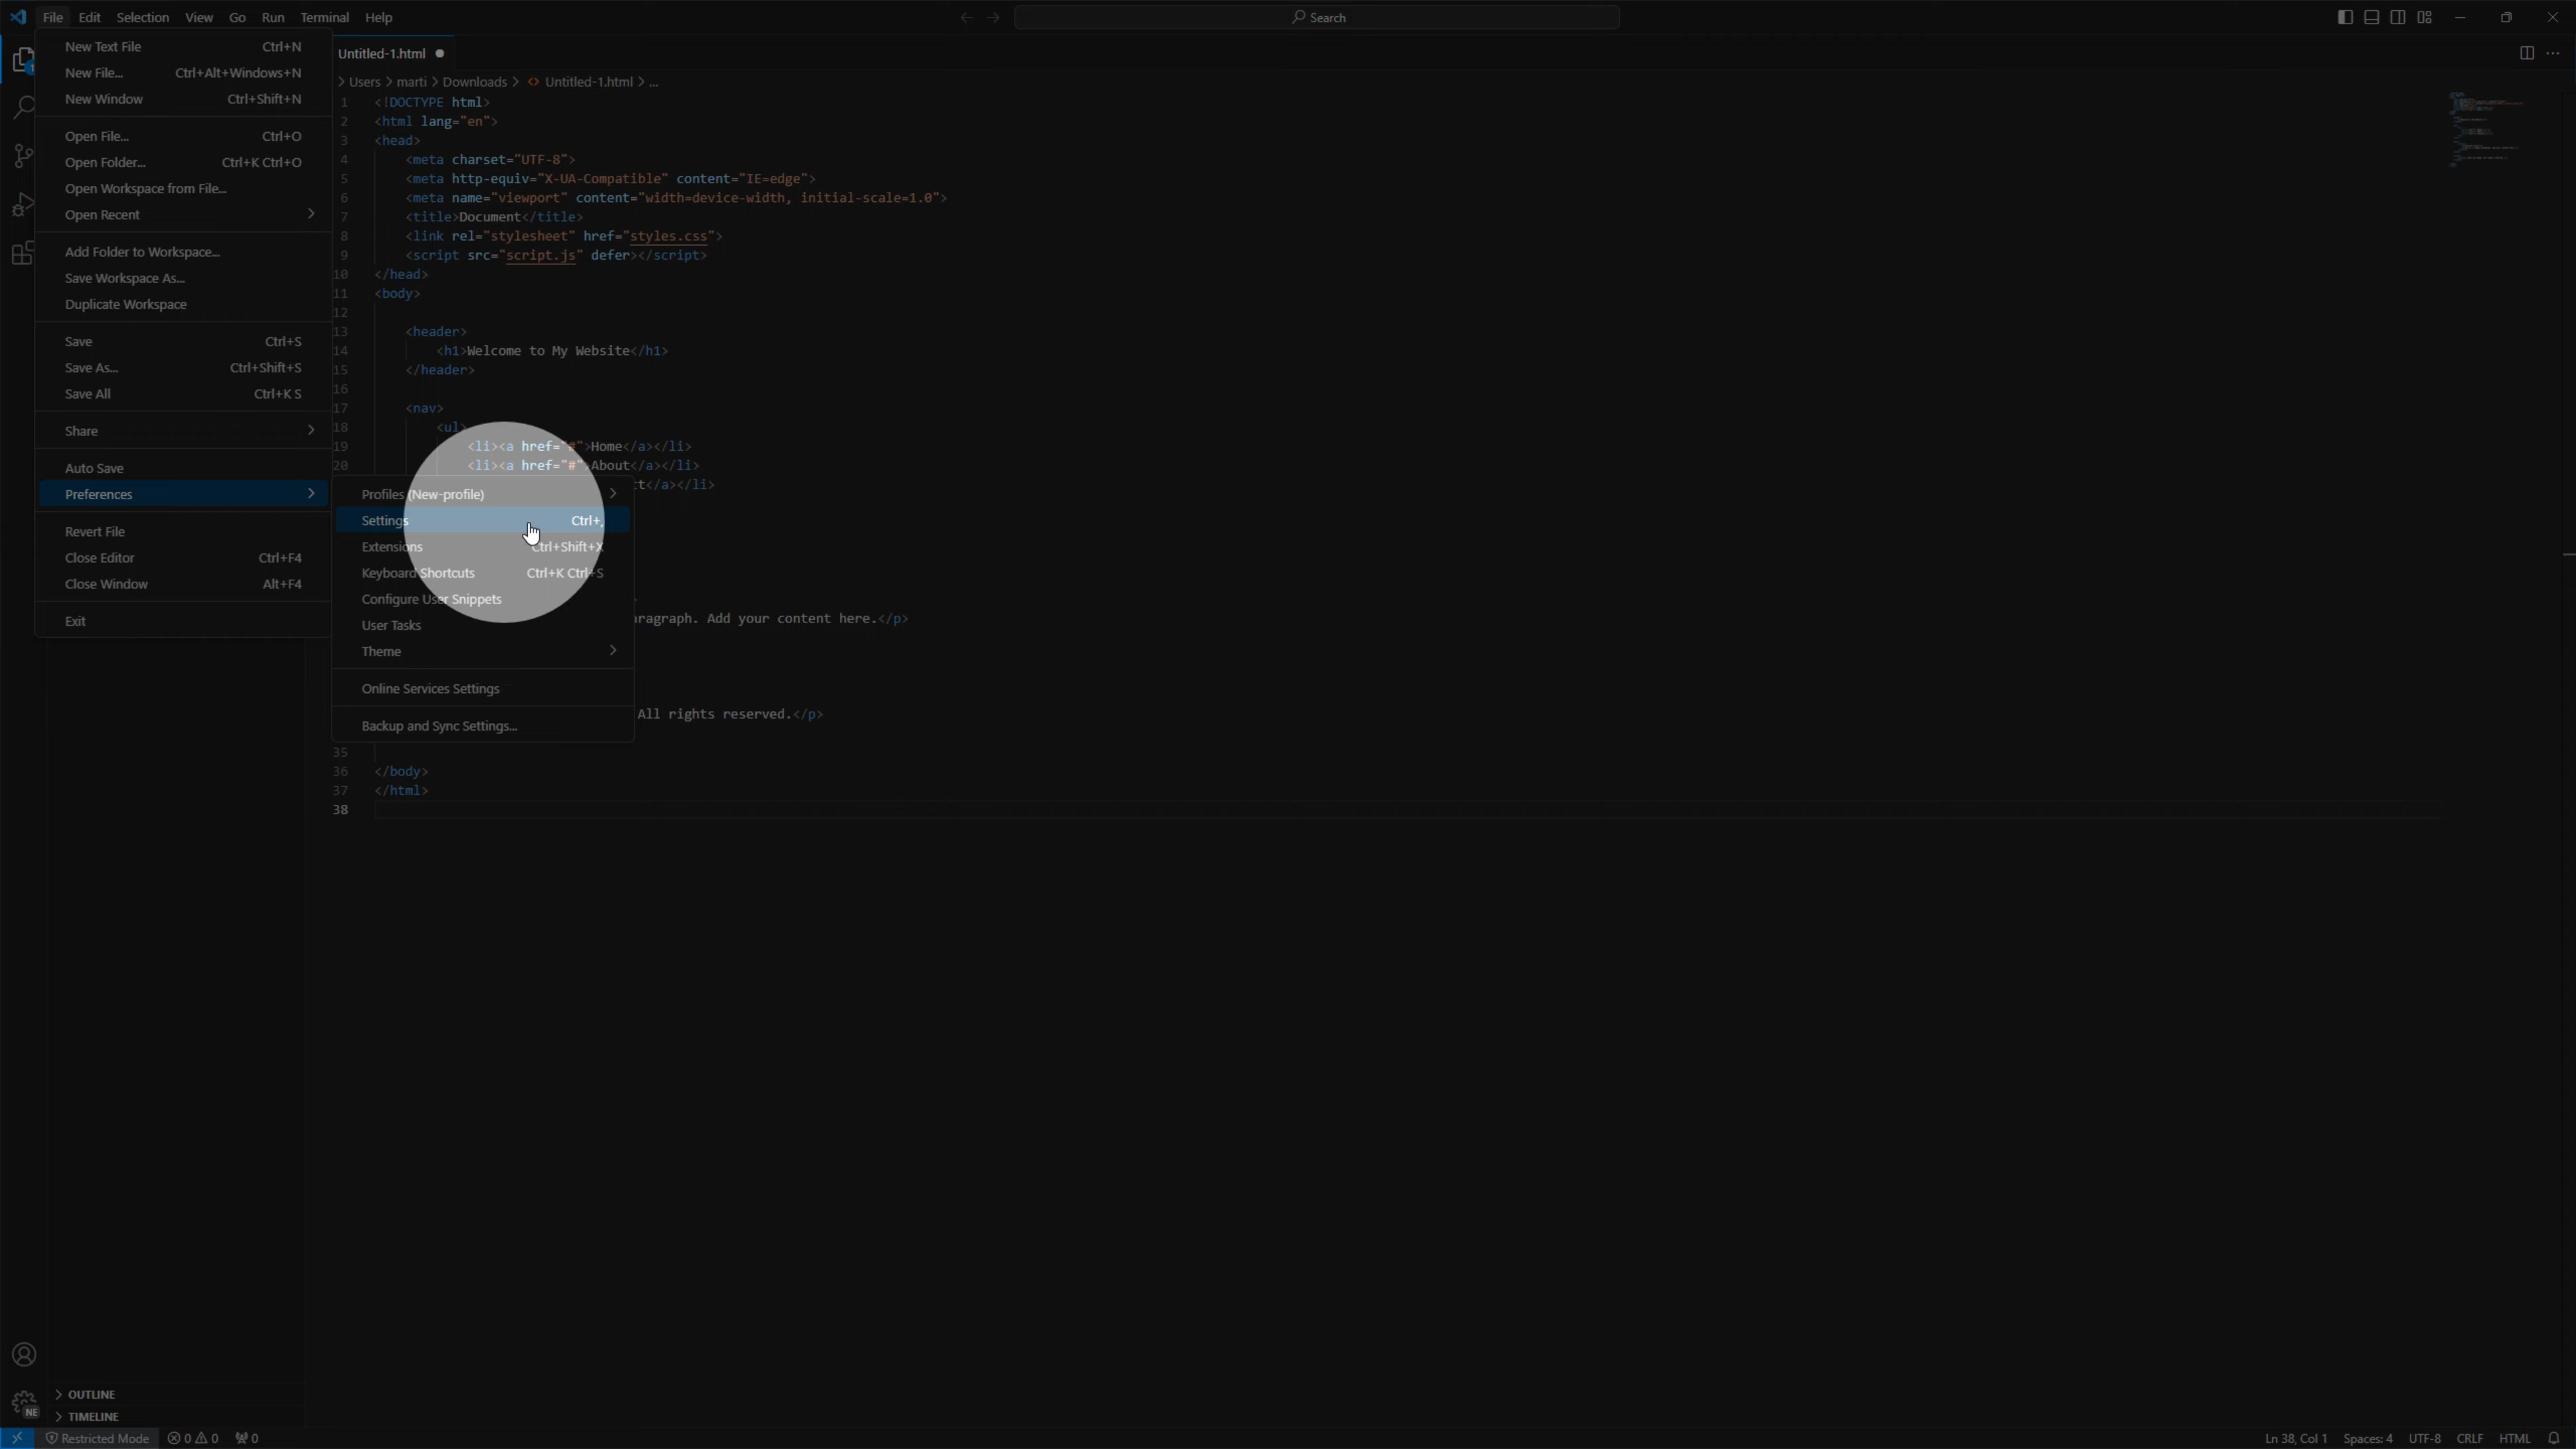 File Edit Selection View Go Run Terminal Help
Search
New Text File Ctrl+N
New File... Ctrl+Alt+Windows+N
New Window Ctrl+Shift+N
Open File... Ctrl+O
Open Folder... Ctrl+K Ctrl+O
Open Workspace from File...
Open Recent
Add Folder to Workspace...
Save Workspace As...
Duplicate Workspace
Save Ctrl+S
Save As... Ctrl+Shift+S
Save All Ctrl+K S
Share
Auto Save
Preferences
Revert File
Close Editor Ctrl+F4
Close Window Alt+F4
Exit
Profiles (New-profile)
Settings Ctrl+,
Extensions Ctrl+Shift+X
Keyboard Shortcuts Ctrl+K Ctrl+S
Configure User Snippets
User Tasks
Theme
Online Services Settings
Backup and Sync Settings...
Untitled-1.html
> Users > marti > Downloads > <> Untitled-1.html > ...
1 <!DOCTYPE html>
2 <html lang="en">
3 <head>
4 <meta charset="UTF-8">
5 <meta http-equiv="X-UA-Compatible" content="IE=edge">
6 <meta name="viewport" content="width=device-width, initial-scale=1.0">
7 <title>Document</title>
8 <link rel="stylesheet" href="styles.css">
9 <script src="script.js" defer></script>
10 </head>
11 <body>
12
13 <header>
14 <h1>Welcome to My Website</h1>
15 </header>
16
17 <nav>
18 <ul>
19 <li><a href="#">Home</a></li>
20 <li><a href="#">About</a></li>
ct</a></li>
aragraph. Add your content here.</p>
All rights reserved.</p>
35
36 </body>
37 </html>
38
OUTLINE
NE
TIMELINE
Restricted Mode 0 0 0
Ln 38, Col 1 Spaces: 4 UTF-8 CRLF HTML